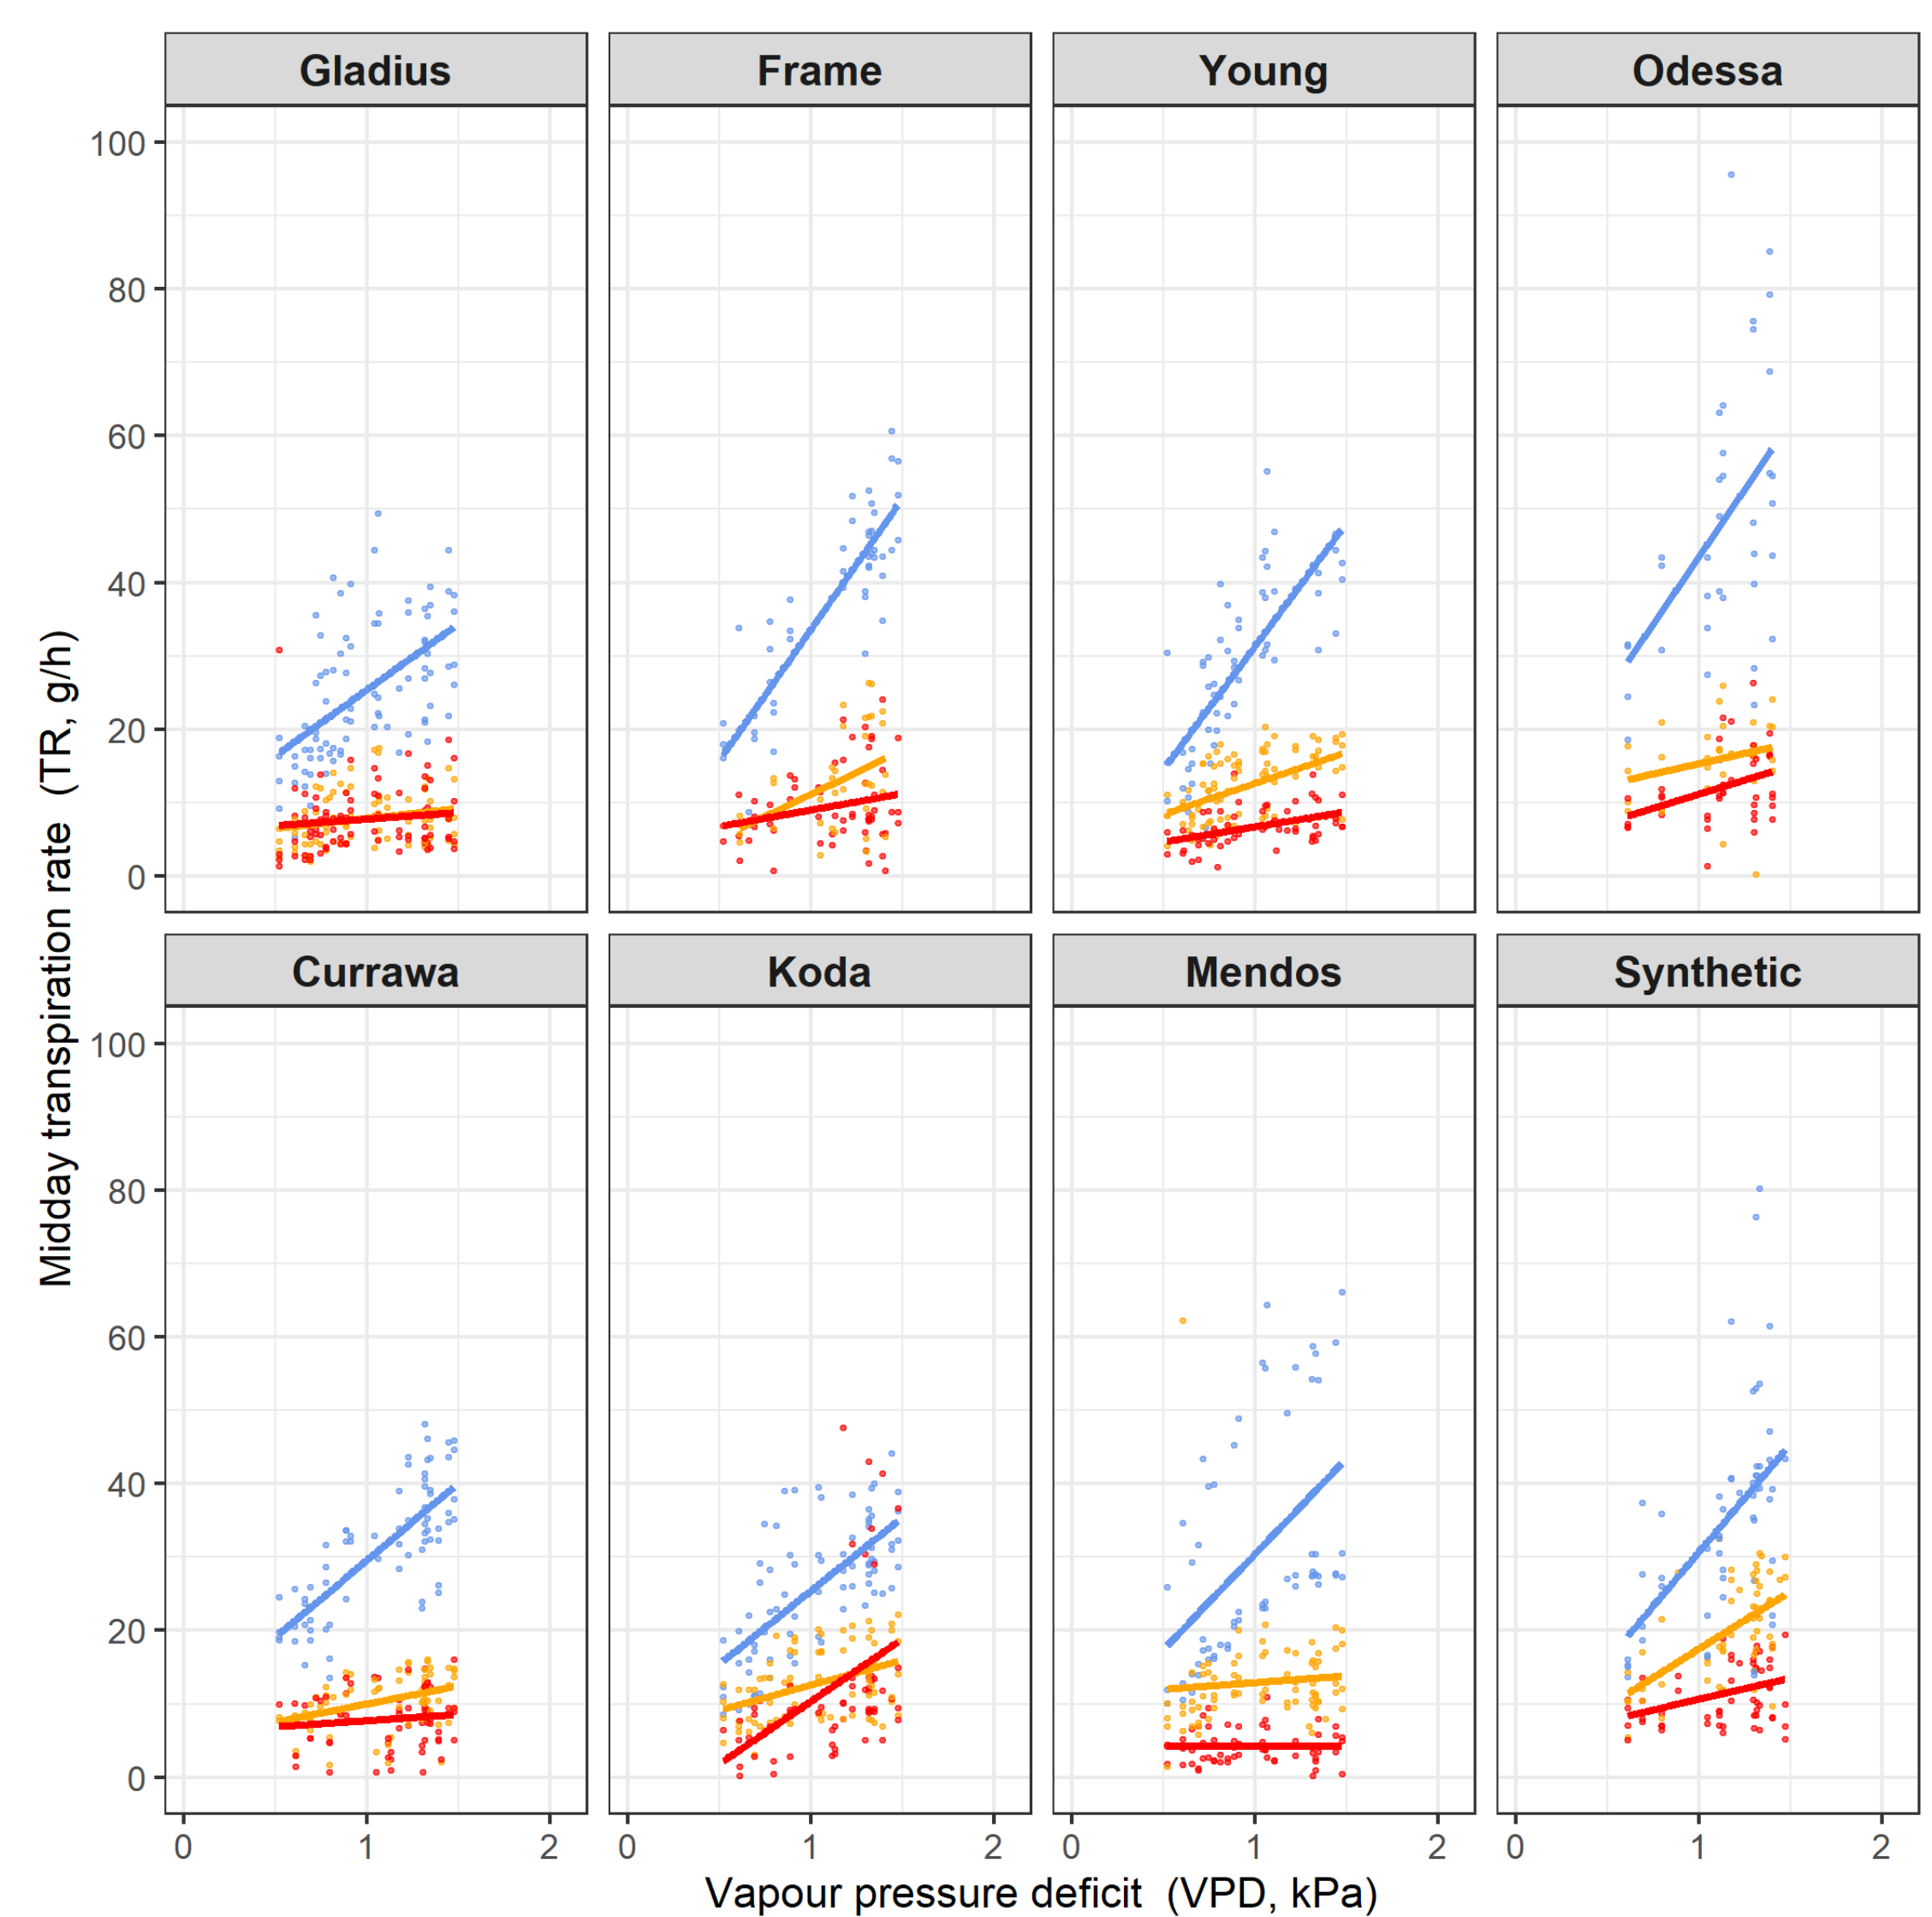 Gladius Frame Young Odessa
100
80
60
40
20
0
Midday transpiration rate (TR, g/h)
Currawa Koda Mendos Synthetic
100
80
60
40
20
0
0 1 2 0 1 2 0 1 2 0 1 2
Vapour pressure deficit (VPD, kPa)